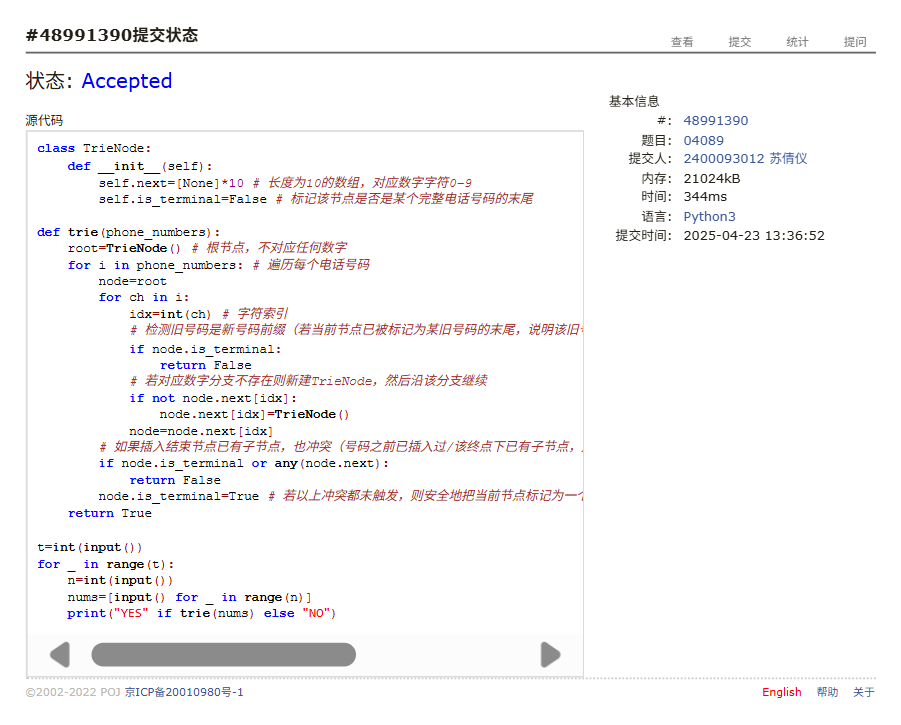 #48991390提交状态
查看 提交 统计 提问
状态: Accepted
源代码
class TrieNode:
    def __init__(self):
        self.next=[None]*10 # 长度为10的数组，对应数字字符0-9
        self.is_terminal=False # 标记该节点是否是某个完整电话号码的末尾

def trie(phone_numbers):
    root=TrieNode() # 根节点，不对应任何数字
    for i in phone_numbers: # 遍历每个电话号码
        node=root
        for ch in i:
            idx=int(ch) # 字符索引
            # 检测旧号码是新号码前缀（若当前节点已被标记为某旧号码的末尾，说明该旧
            if node.is_terminal:
                return False
            # 若对应数字分支不存在则新建TrieNode，然后沿该分支继续
            if not node.next[idx]:
                node.next[idx]=TrieNode()
            node=node.next[idx]
        # 如果插入结束节点已有子节点，也冲突（号码之前已插入过/该终点下已有子节点，
        if node.is_terminal or any(node.next):
            return False
        node.is_terminal=True # 若以上冲突都未触发，则安全地把当前节点标记为一
    return True

t=int(input())
for _ in range(t):
    n=int(input())
    nums=[input() for _ in range(n)]
    print("YES" if trie(nums) else "NO")
基本信息
#: 48991390
题目: 04089
提交人: 2400093012 苏倩仪
内存: 21024kB
时间: 344ms
语言: Python3
提交时间: 2025-04-23 13:36:52
©2002-2022 POJ 京ICP备20010980号-1
English 帮助 关于